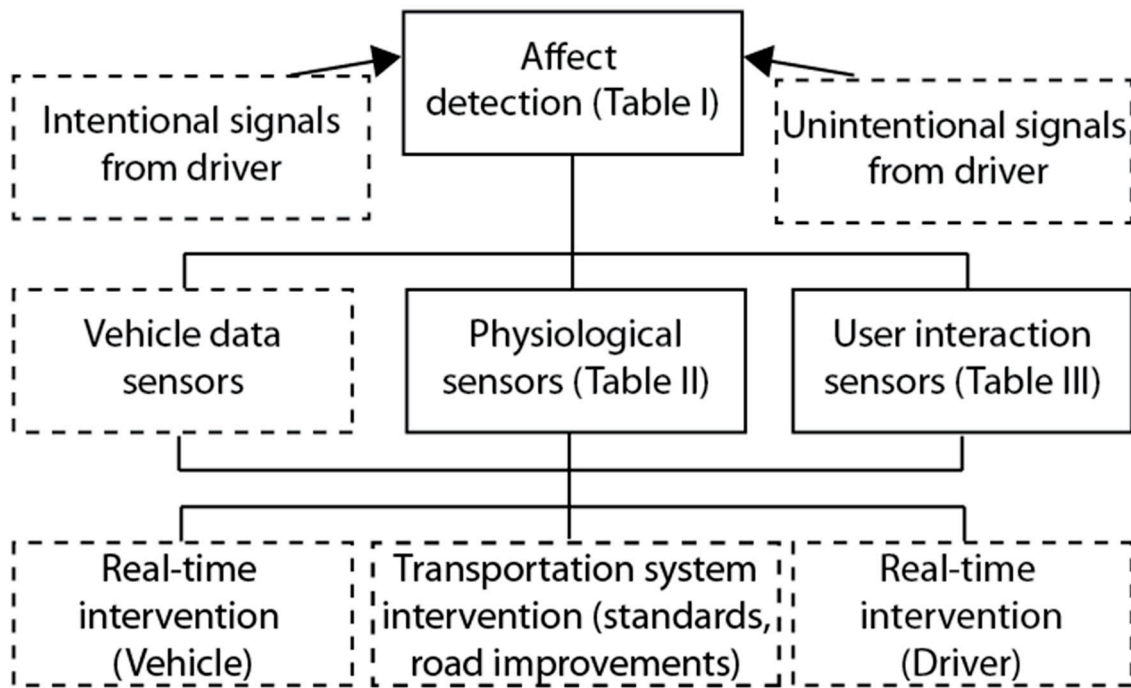 Affect
detection (Table I)
Intentional signals
from driver
Unintentional signals
from driver
Vehicle data
sensors
Physiological
sensors (Table II)
User interaction
sensors (Table III)
Real-time
intervention
(Vehicle)
Transportation system
intervention (standards,
road improvements)
Real-time
intervention
(Driver)